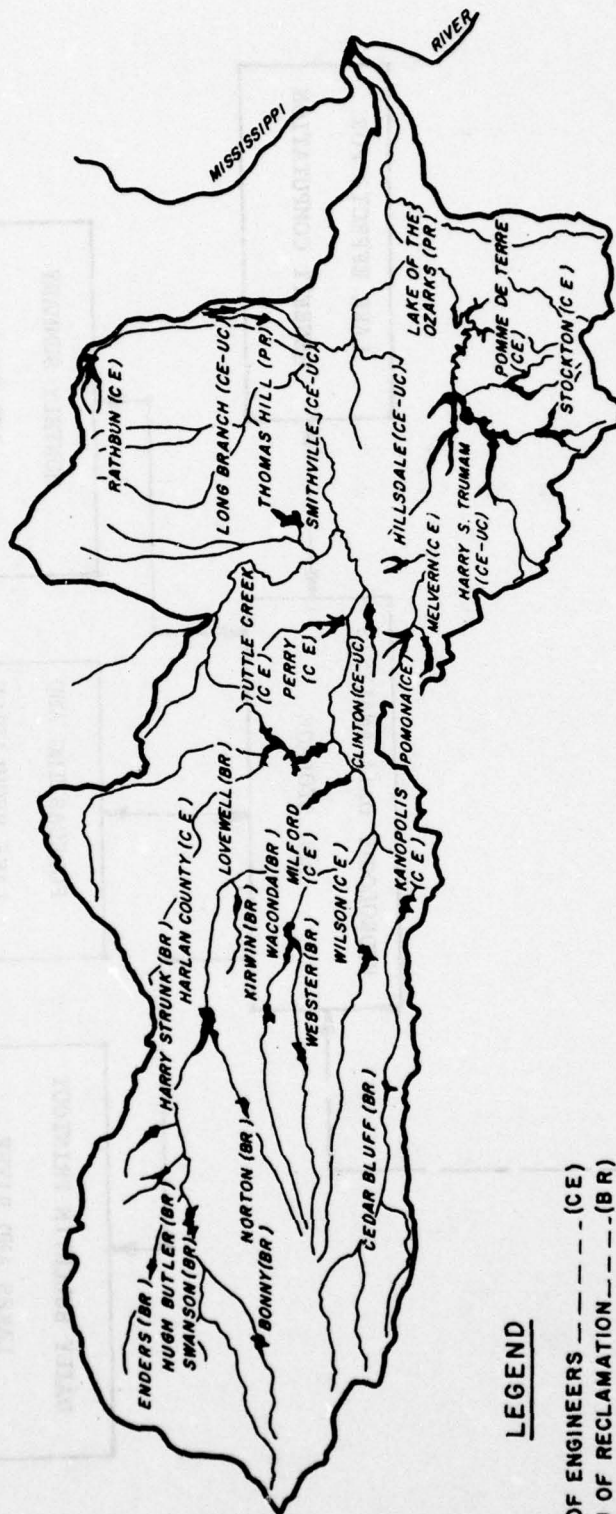 MISSISSIPPI
RIVER
RATHBUN (CE)
LONG BRANCH (CE-UC)
THOMAS HILL (PR)
SMITHVILLE (CE-UC)
LAKE OF THE
OZARKS (PR)
POMME DE TERRE
(CE)
STOCKTON (CE)
HILLSDALE (CE-UC)
HARRY S. TRUMAM
(CE-UC)
MELVERN (CE)
TUTTLE CREEK
(CE)
PERRY
(CE)
CLINTON (CE-UC)
POMONA (CE)
HARLAN COUNTY (CE)
LOVEWELL (BR)
HARRY STRUNK (BR)
KIRWIN (BR)
WACONDA (BR)
MILFORD
(CE)
WEBSTER (BR)
WILSON (CE)
KANOPOLIS
(CE)
ENDERS (BR)
HUGH BUTLER (BR)
SWANSON (BR)
NORTON (BR)
BONNY (BR)
CEDAR BLUFF (BR)
LEGEND
OF ENGINEERS _ _ _ _ _ _ (CE)
OF RECLAMATION _ _ _ _ (BR)